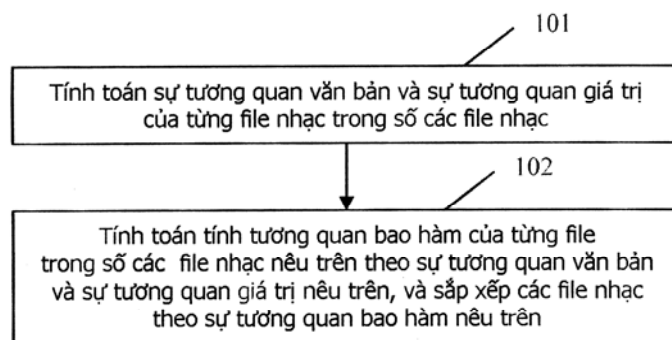 101
Tính toán sự tương quan văn bản và sự tương quan giá trị
của từng file nhạc trong số các file nhạc
102
Tính toán tính tương quan bao hàm của từng file
trong số các file nhạc nêu trên theo sự tương quan văn bản
và sự tương quan giá trị nêu trên, và sắp xếp các file nhạc
theo sự tương quan bao hàm nêu trên